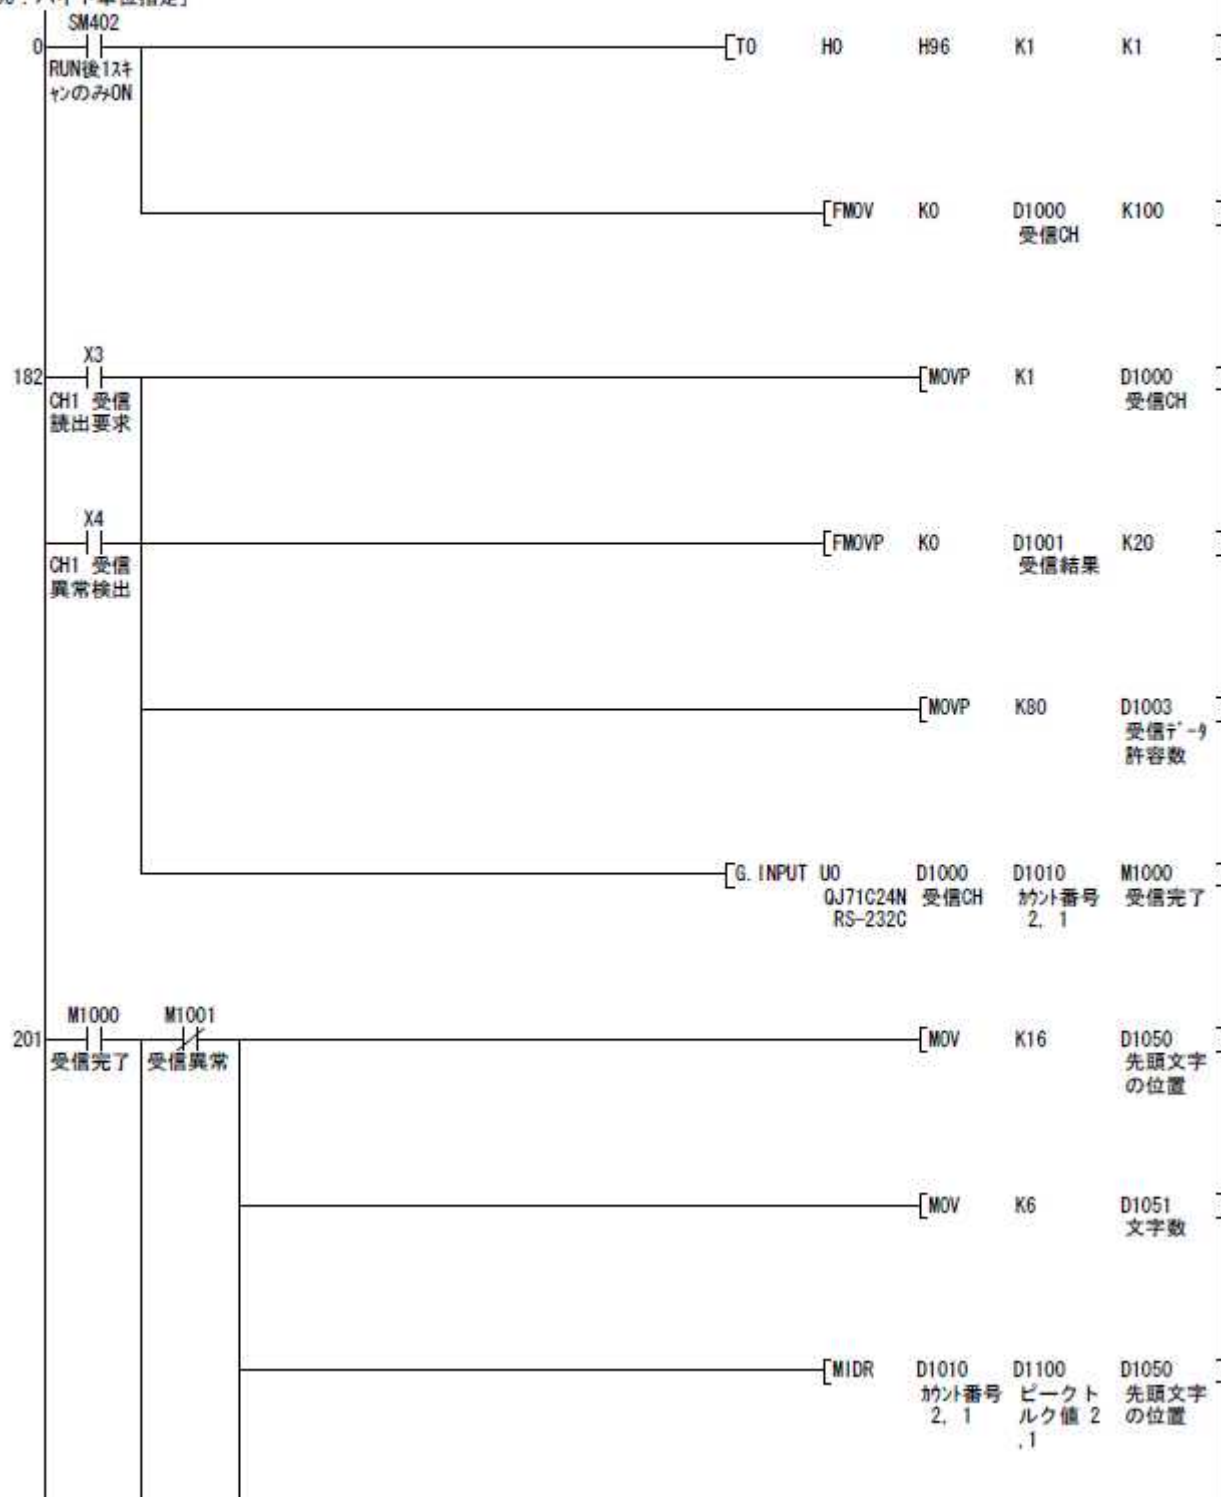 バイト単位指定]
SM402
0 [TO H0 H96 K1 K1 ]
RUN後1スキ
ャンのみON
[FMOV K0 D1000 K100 ]
受信CH
X3
182 [MOVP K1 D1000 ]
CH1 受信 受信CH
読出要求
X4
[FMOVP K0 D1001 K20 ]
CH1 受信 受信結果
異常検出
[MOVP K80 D1003 ]
受信データ
許容数
[G.INPUT U0 D1000 D1010 M1000 ]
QJ71C24N 受信CH カウント番号 受信完了
RS-232C 2, 1
M1000 M1001
201 [MOV K16 D1050 ]
受信完了 受信異常 先頭文字
の位置
[MOV K6 D1051 ]
文字数
[MIDR D1010 D1100 D1050 ]
カウント番号 ピークト 先頭文字
2, 1 ルク値 2 の位置
,1